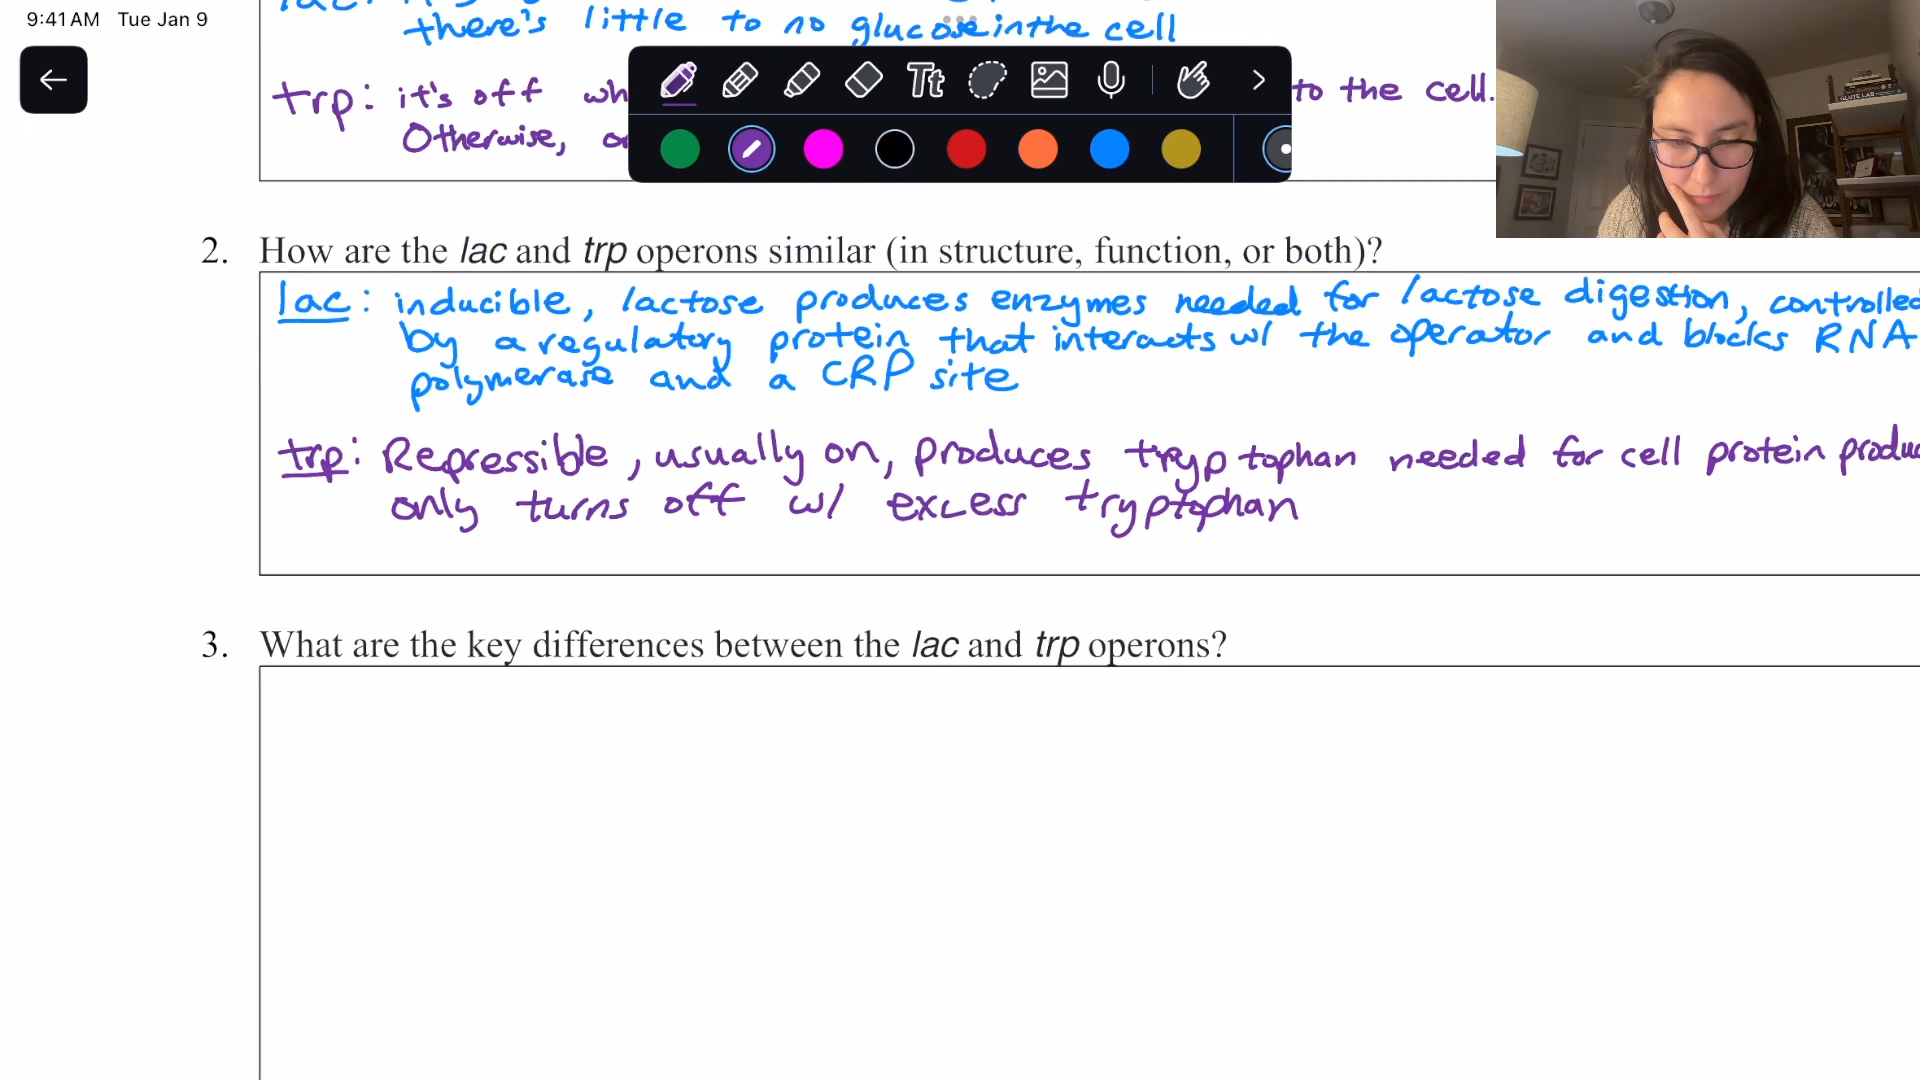 9:41 AM Tue Jan 9
there's little to no glucose in the cell
trp: it's off wh to the cell.
Otherwise,
Tt
GLUTE LAB
2. How are the lac and trp operons similar (in structure, function, or both)?
lac: inducible, lactose produces enzymes needed for lactose digestion, controlled
by a regulatory protein that interacts w/ the operator and blocks RNA
polymerase and a CRP site
trp: Repressible, usually on, produces tryptophan needed for cell protein produc
only turns off w/ excess tryptophan
3. What are the key differences between the lac and trp operons?